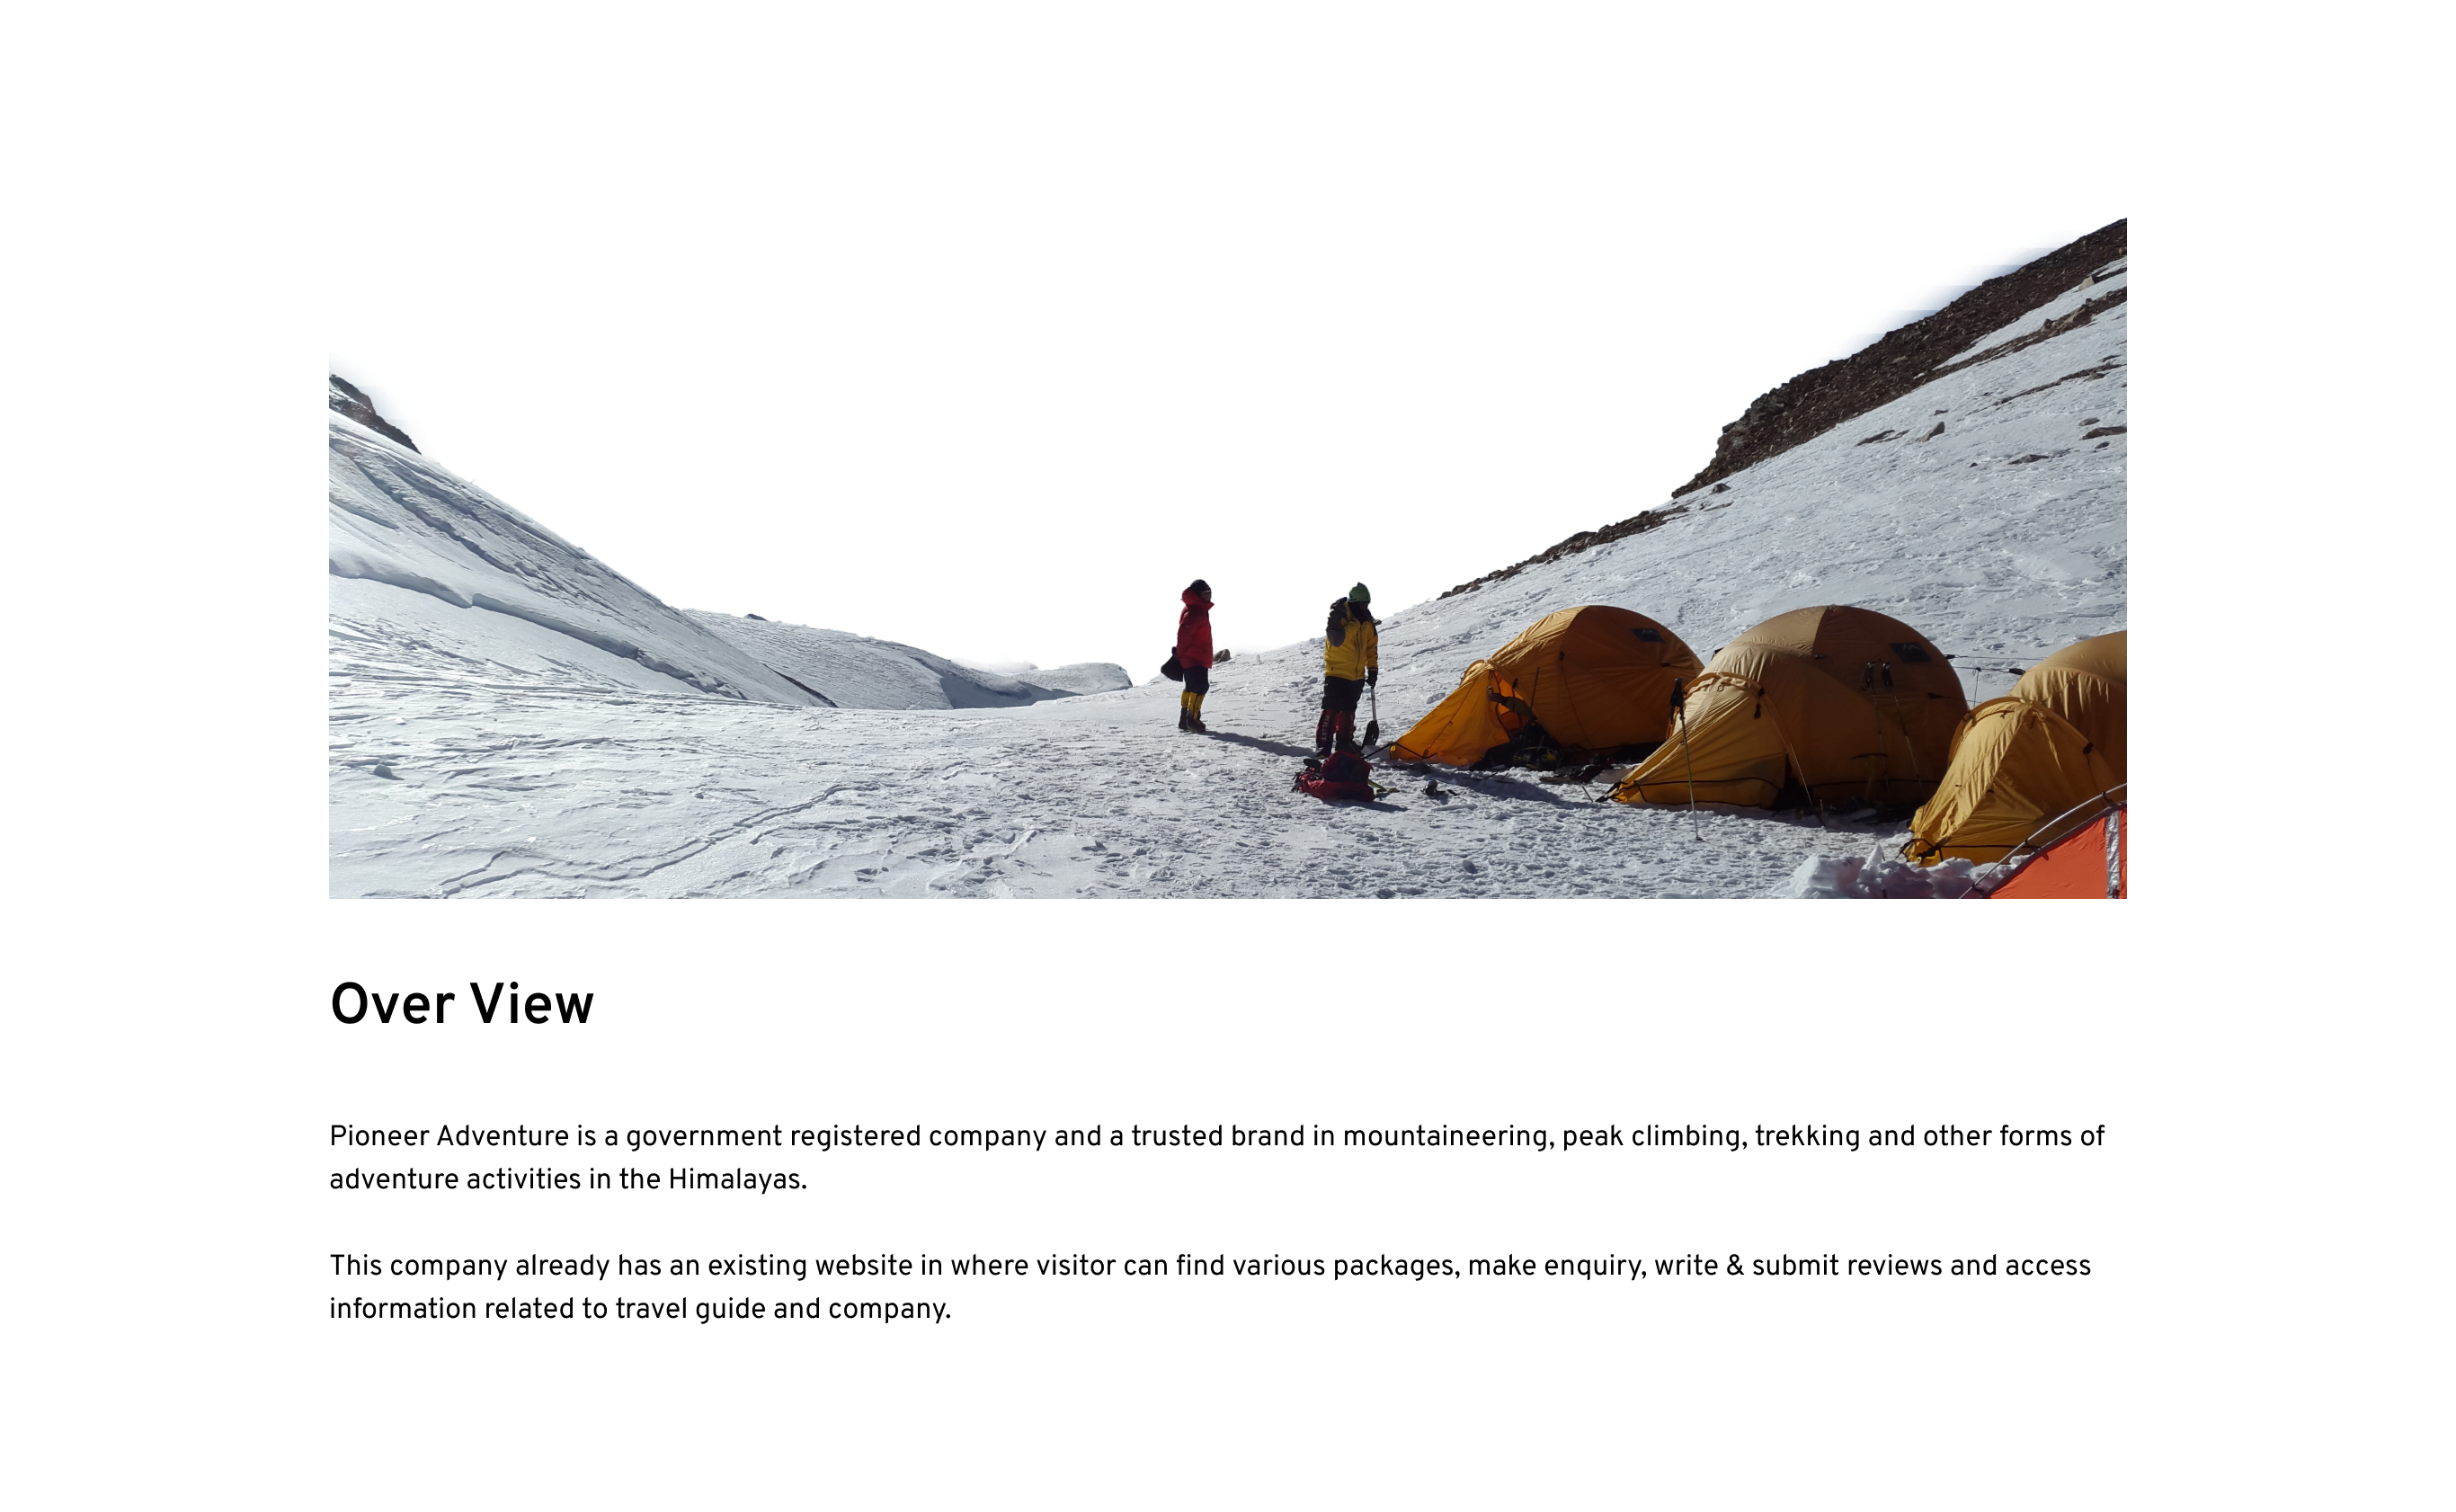 Over View
Pioneer Adventure is a government registered company and a trusted brand in mountaineering, peak climbing, trekking and other forms of
adventure activities in the Himalayas.
This company already has an existing website in where visitor can find various packages, make enquiry, write & submit reviews and access
information related to travel guide and company.